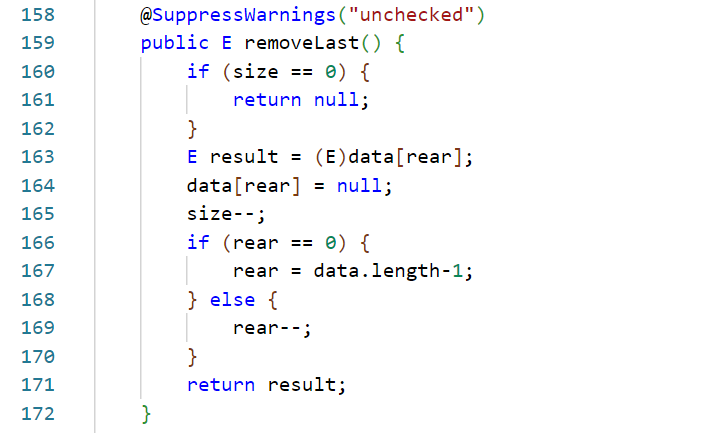 158 @SuppressWarnings("unchecked")
159 public E removeLast() {
160 if (size == 0) {
161 return null;
162 }
163 E result = (E)data[rear];
164 data[rear] = null;
165 size--;
166 if (rear == 0) {
167 rear = data.length-1;
168 } else {
169 rear--;
170 }
171 return result;
172 }